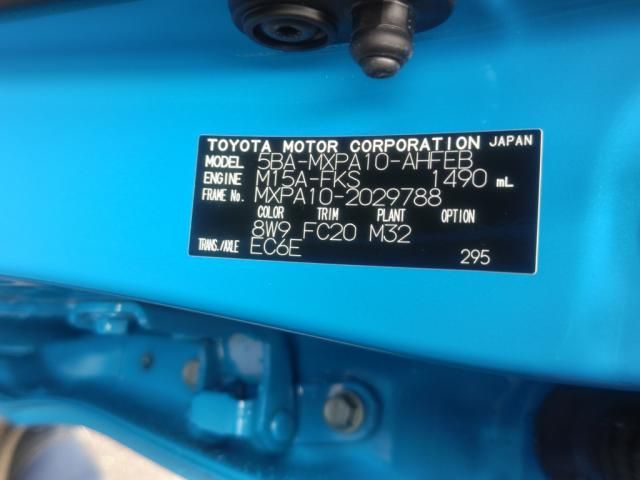 TOYOTA MOTOR CORPORATION JAPAN
MODEL 5BA-MXPA10-AHFEB
ENGINE M15A-FKS 1490 mL
FRAME No. MXPA10-2029788
COLOR TRIM PLANT OPTION
8W9 FC20 M32
TRANS./AXLE EC6E
295